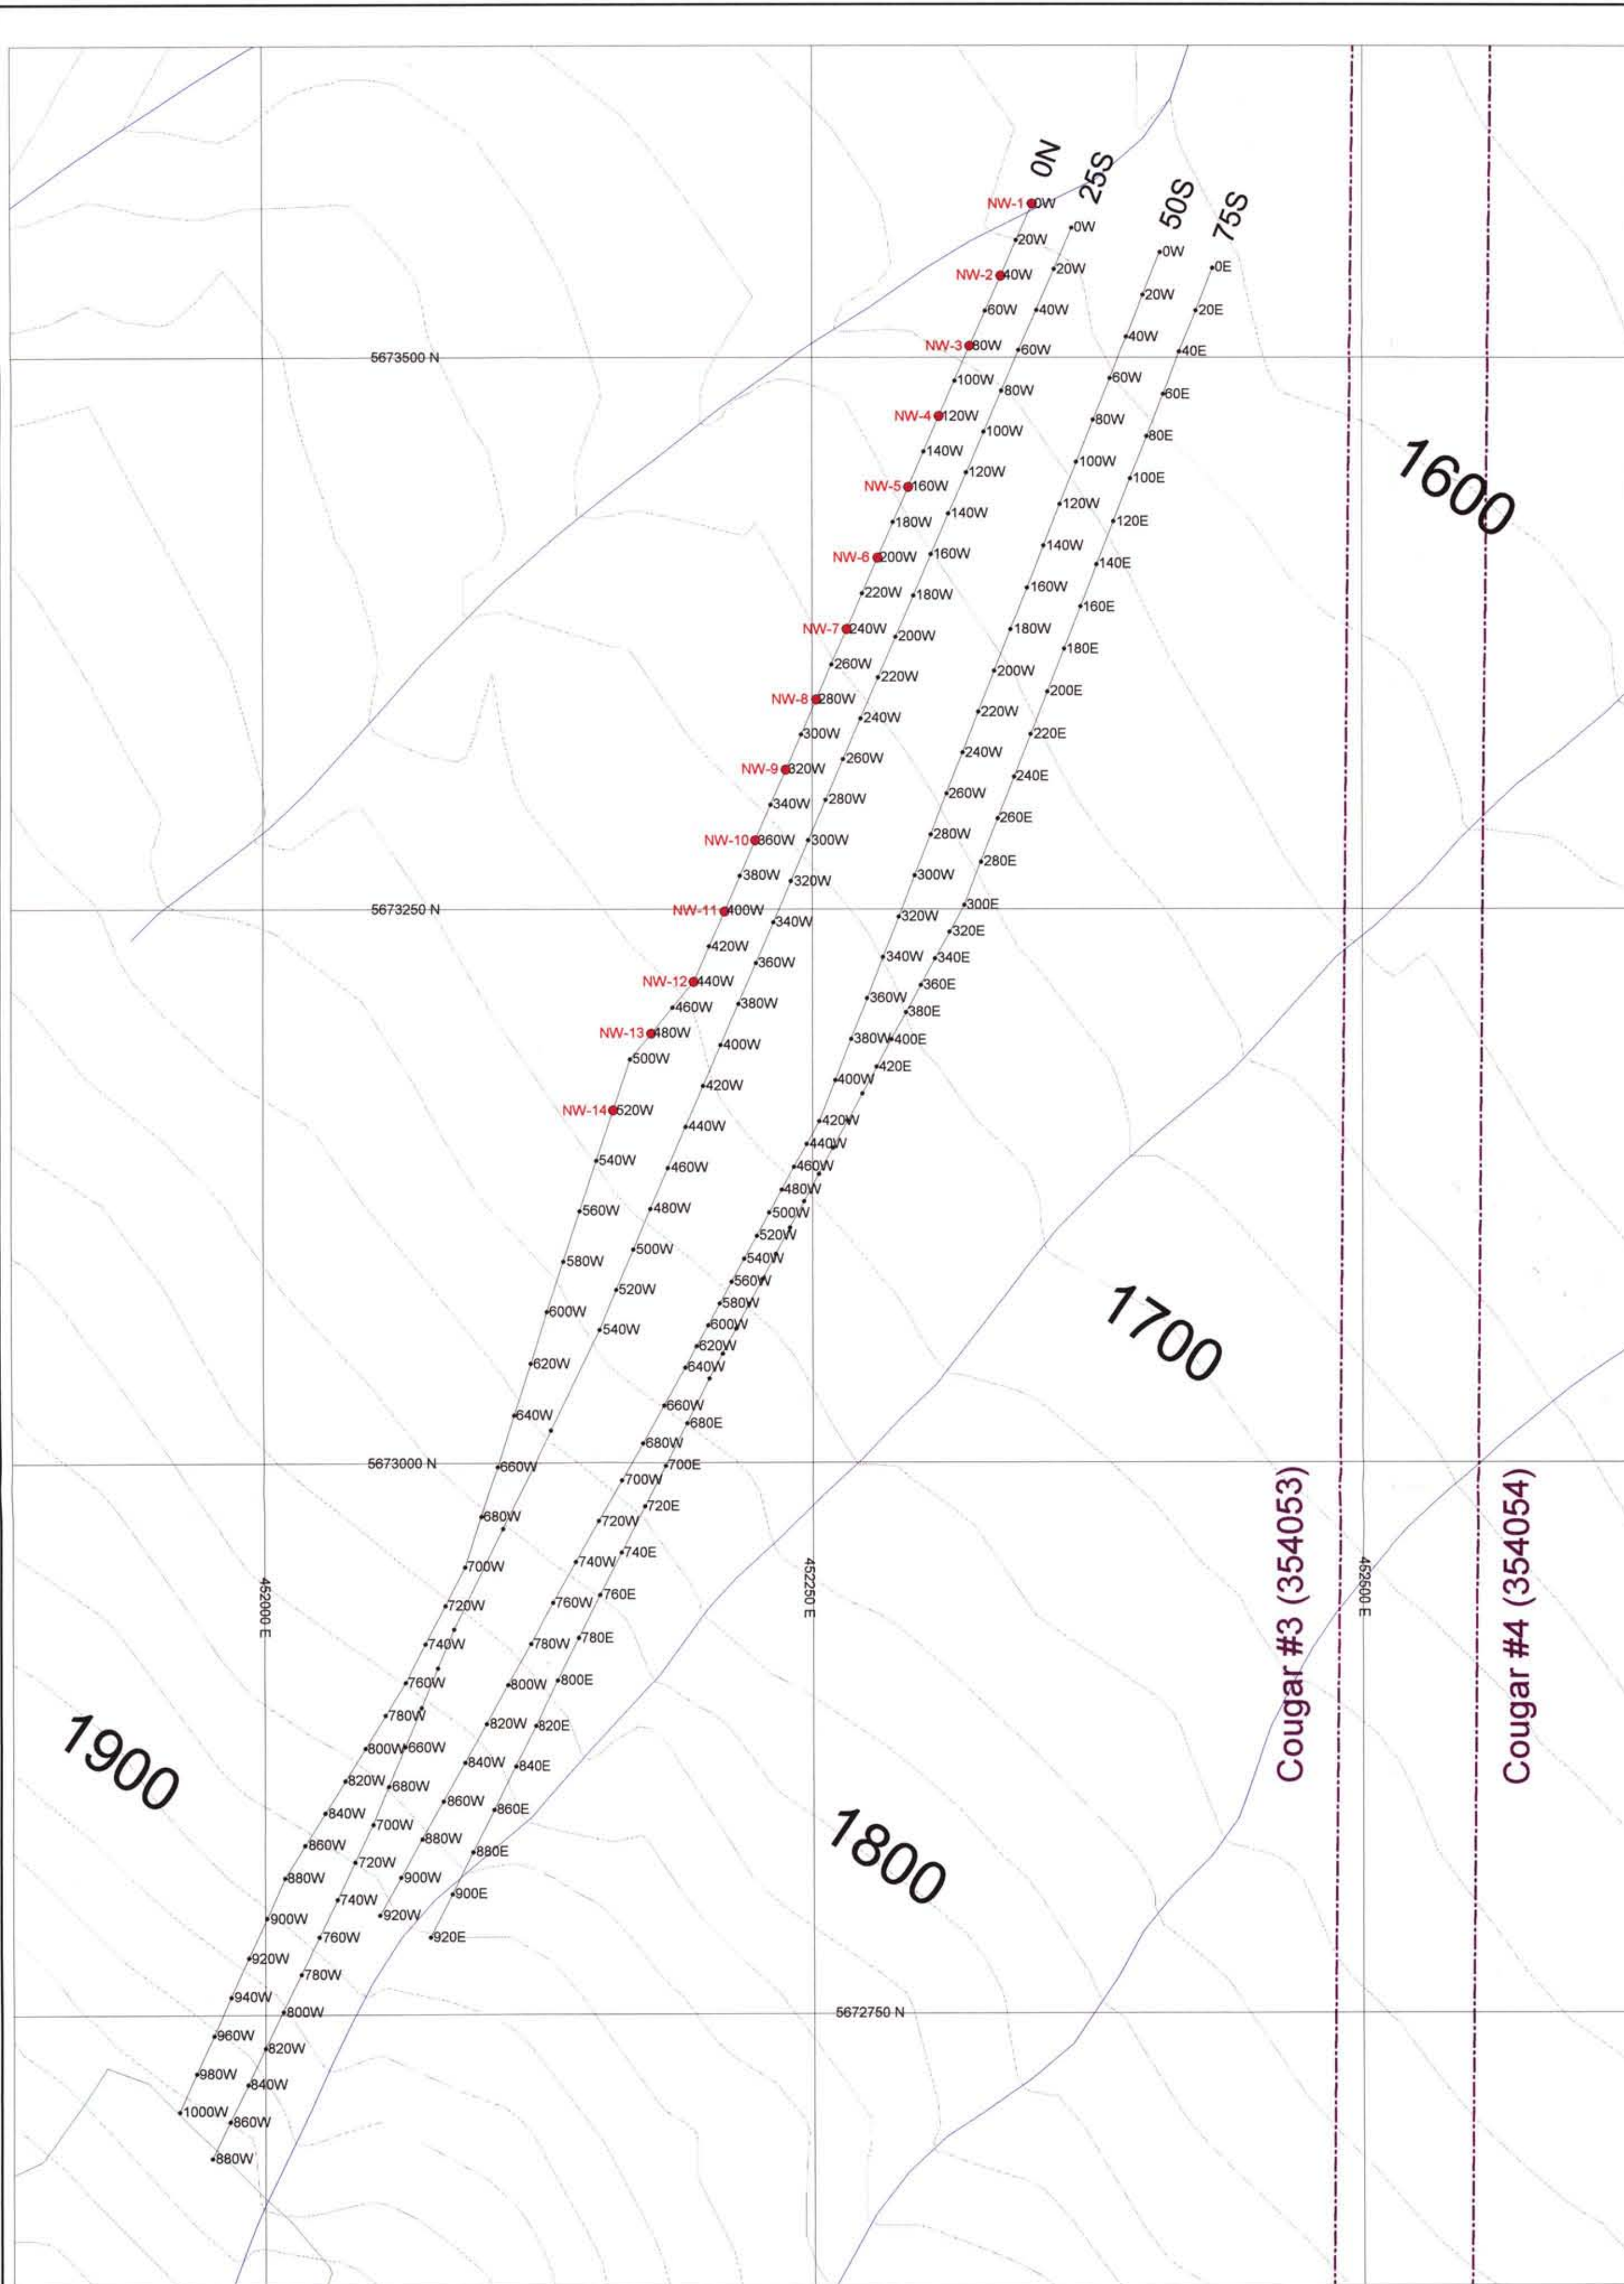 0N
25S
50S
75S
NW-1 0W
20W
NW-2 40W
60W
NW-3 80W
100W
NW-4 120W
140W
NW-5 160W
180W
NW-6 200W
220W
NW-7 240W
260W
NW-8 280W
300W
NW-9 320W
340W
NW-10 360W
380W
NW-11 400W
420W
NW-12 440W
460W
NW-13 480W
500W
NW-14 520W
540W
560W
580W
600W
620W
640W
660W
680W
700W
720W
740W
760W
780W
800W
820W
840W
860W
880W
900W
920W
940W
960W
980W
1000W
0W
20W
40W
60W
80W
100W
120W
140W
160W
180W
200W
220W
240W
260W
280W
300W
320W
340W
360W
380W
400W
420W
440W
460W
480W
500W
520W
540W
660W
680W
700W
720W
740W
760W
780W
800W
820W
840W
860W
880W
0W
20W
40W
60W
80W
100W
120W
140W
160W
180W
200W
220W
240W
260W
280W
300W
320W
340W
360W
380W
400W
420W
440W
460W
480W
500W
520W
540W
560W
580W
600W
620W
640W
660W
680W
700W
720W
740W
760W
780W
800W
820W
840W
860W
880W
900W
920W
0E
20E
40E
60E
80E
100E
120E
140E
160E
180E
200E
220E
240E
260E
280E
300E
320E
340E
360E
380E
400E
420E
680E
700E
720E
740E
760E
780E
800E
820E
840E
860E
880E
900E
920E
5673500 N
5673250 N
5673000 N
5672750 N
452000 E
452250 E
452500 E
1600
1700
1800
1900
Cougar #3 (354053)
Cougar #4 (354054)